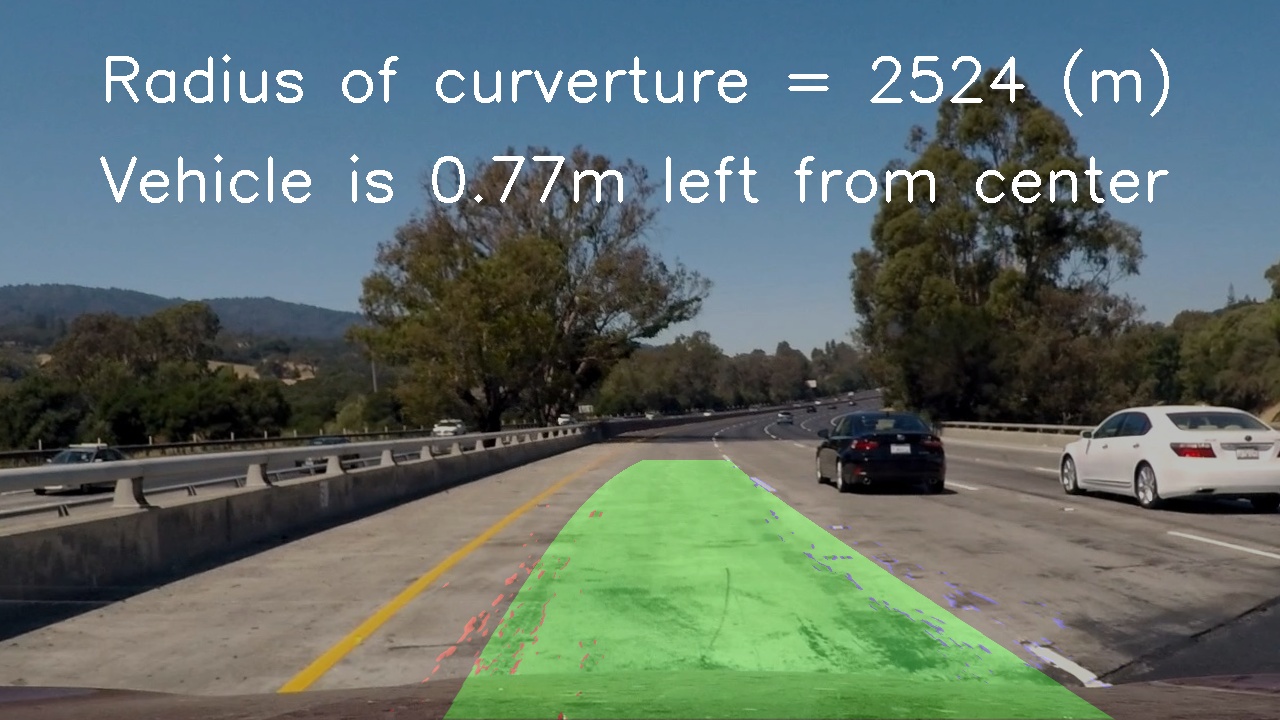 Radius of curverture = 2524 (m)
Vehicle is 0.77m left from center